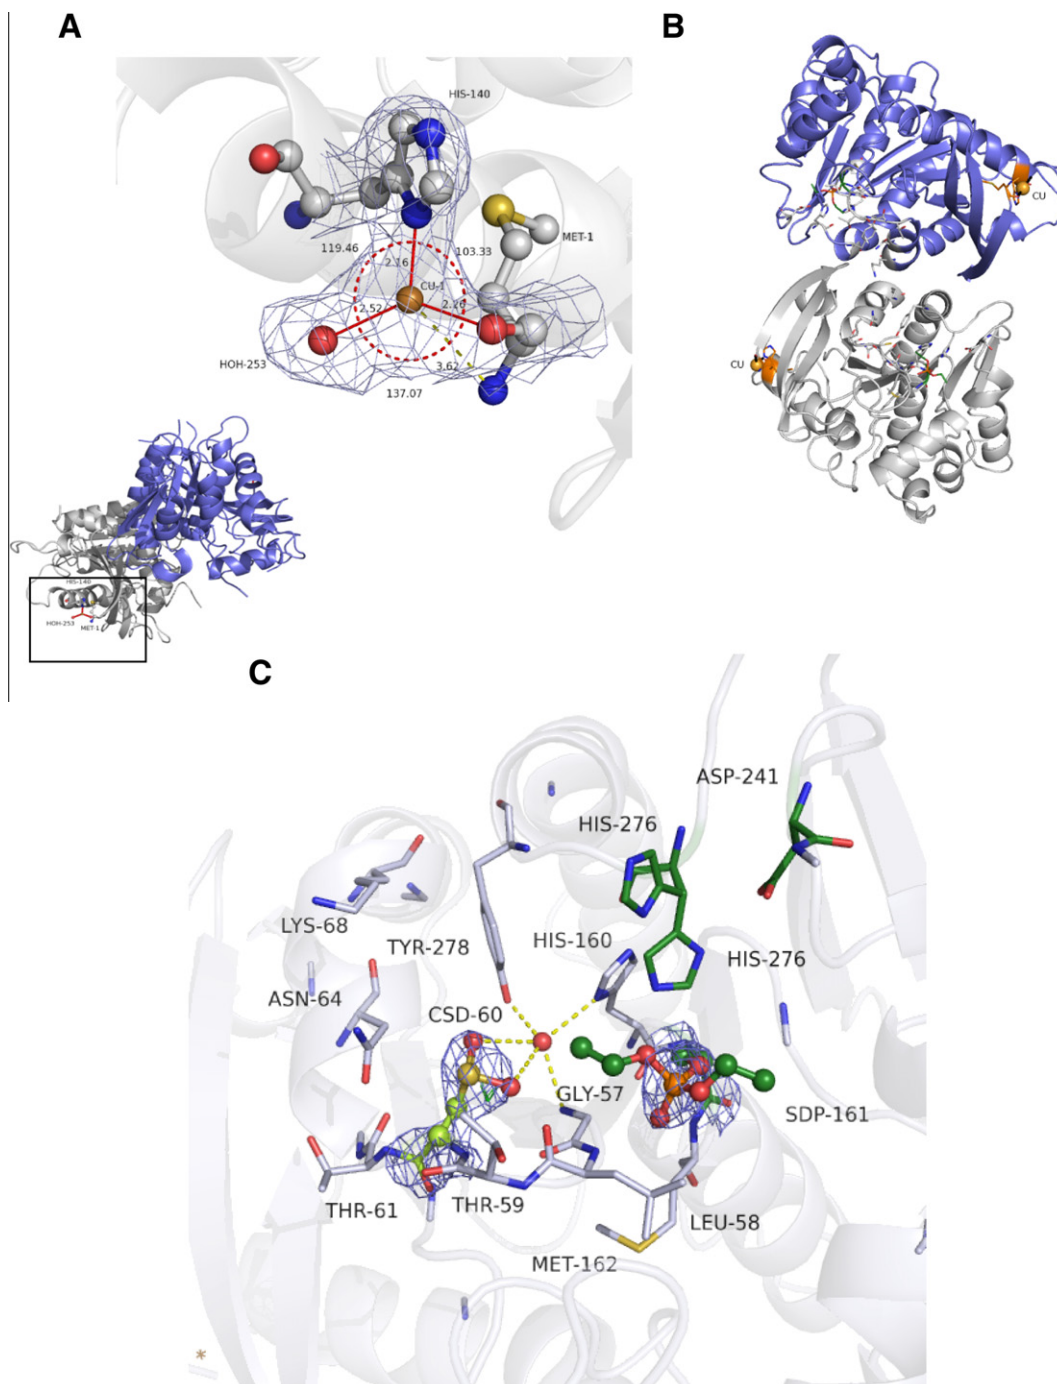 A
B
HIS-140
119.46
103.33
MET-1
2.16
CU-1
2.52
2.26
HOH-253
3.62
137.07
CU
CU
HIS-140
HOH-253
MET-1
C
ASP-241
HIS-276
LYS-68
TYR-278
HIS-160
HIS-276
ASN-64
CSD-60
GLY-57
SDP-161
THR-61
THR-59
LEU-58
MET-162
*